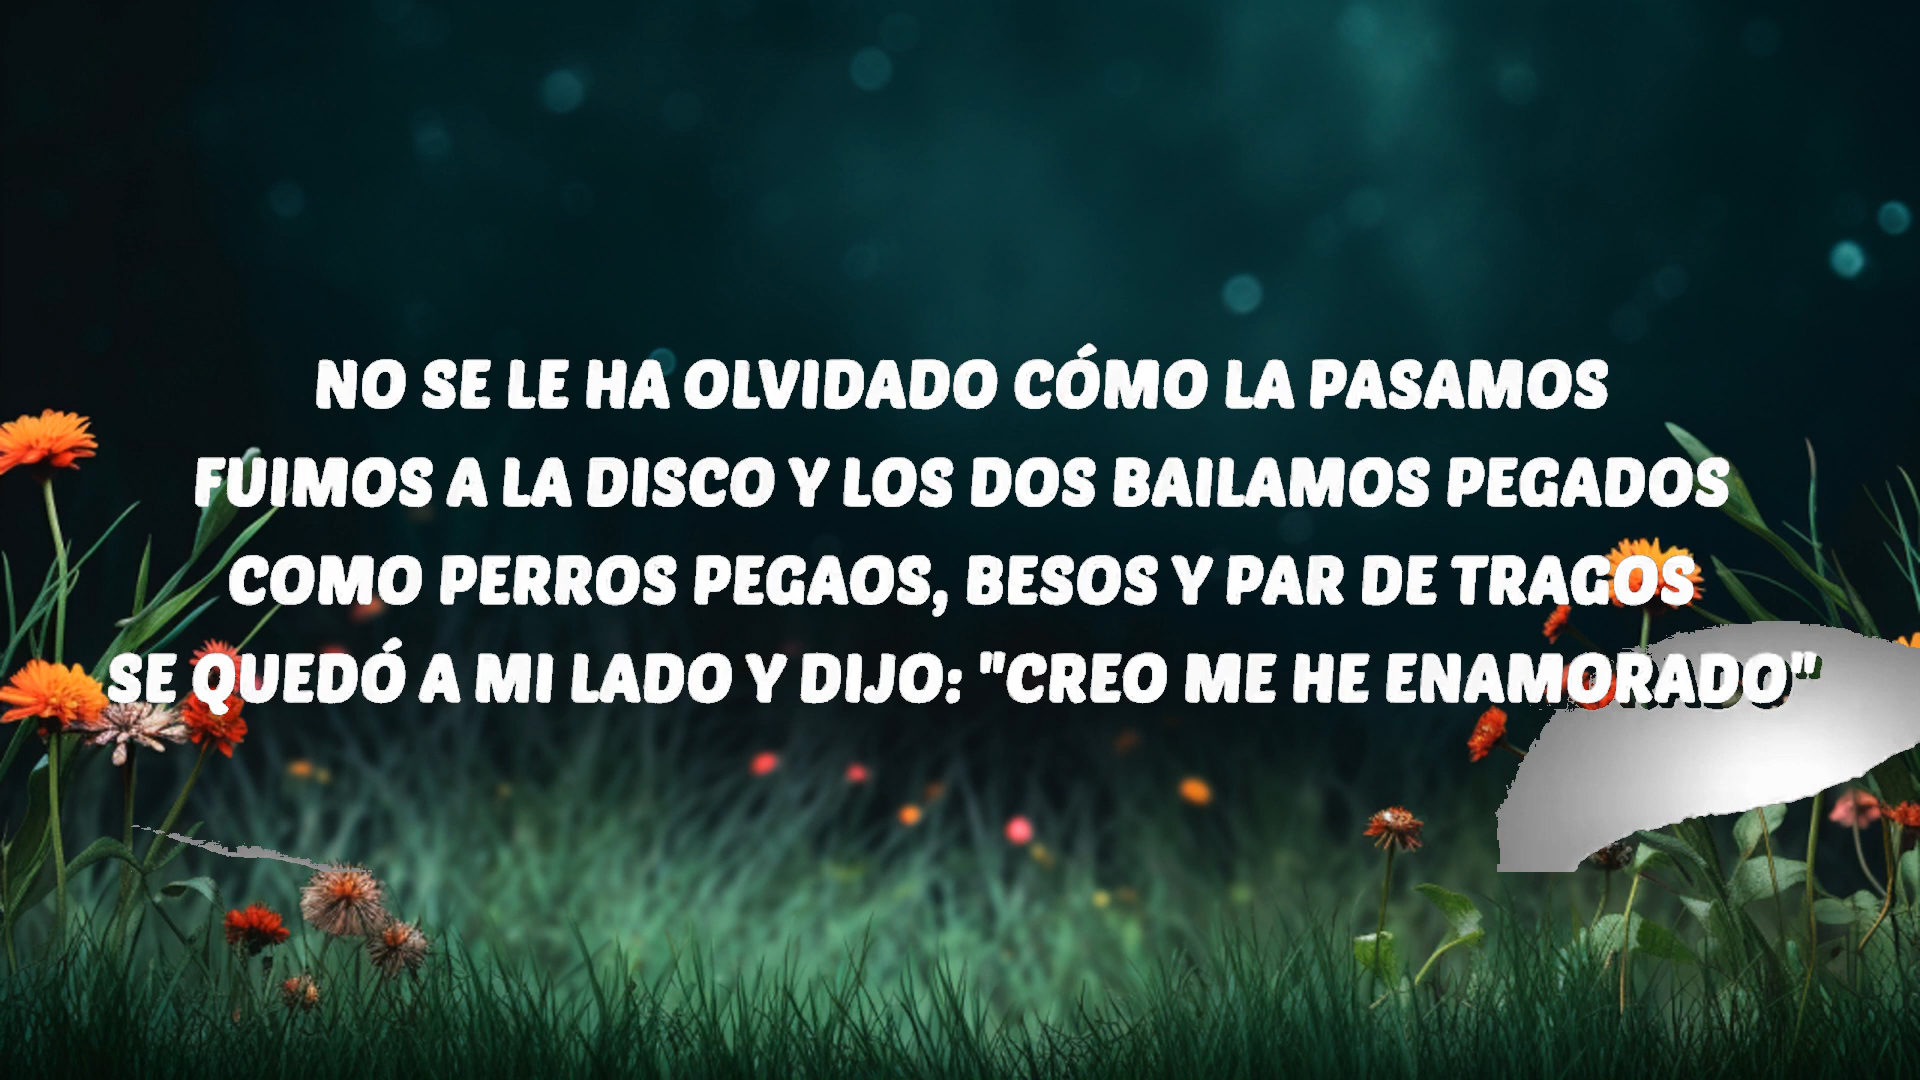 NO SE LE HA OLVIDADO CÓMO LA PASAMOS
FUIMOS A LA DISCO Y LOS DOS BAILAMOS PEGADOS
COMO PERROS PEGAOS, BESOS Y PAR DE TRAGOS
SE QUEDÓ A MI LADO Y DIJO: "CREO ME HE ENAMORADO"